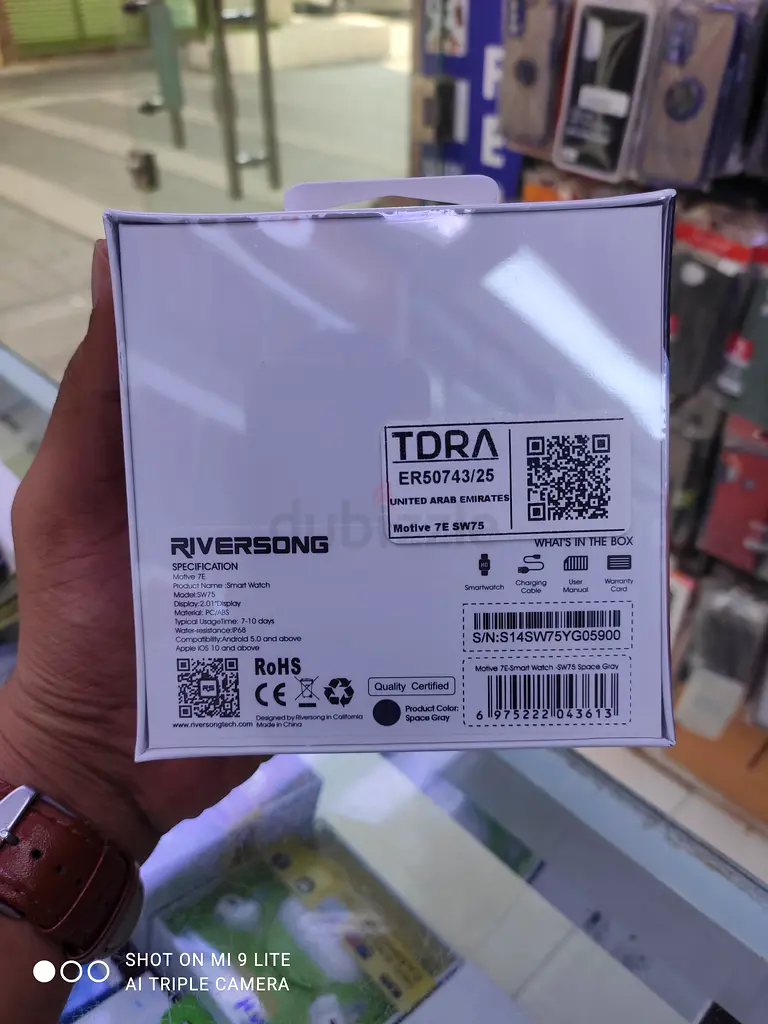 TDRA
ER50743/25
UNITED ARAB EMIRATES
Motive 7E SW75
dubizzle
RIVERSONG
SPECIFICATION
Motive 7E
Product Name :Smart Watch
Model:SW75
Display:2.01"Display
Material: PC/ABS
Typical UsageTime: 7-10 days
Water-resistance:IP68
Compatibility:Android 5.0 and above
Apple IOS 10 and above
WHAT'S IN THE BOX
Smartwatch
Charging
Cable
User
Manual
Warranty
Card
S/N:S14SW75YG05900
RoHS
CE
Quality Certified
Product Color:
Space Gray
Designed by Riversong in California
Made in China
www.riversongtech.com
Motive 7E-Smart Watch -SW75 Space Gray
6 975222 043613
SHOT ON MI 9 LITE
AI TRIPLE CAMERA